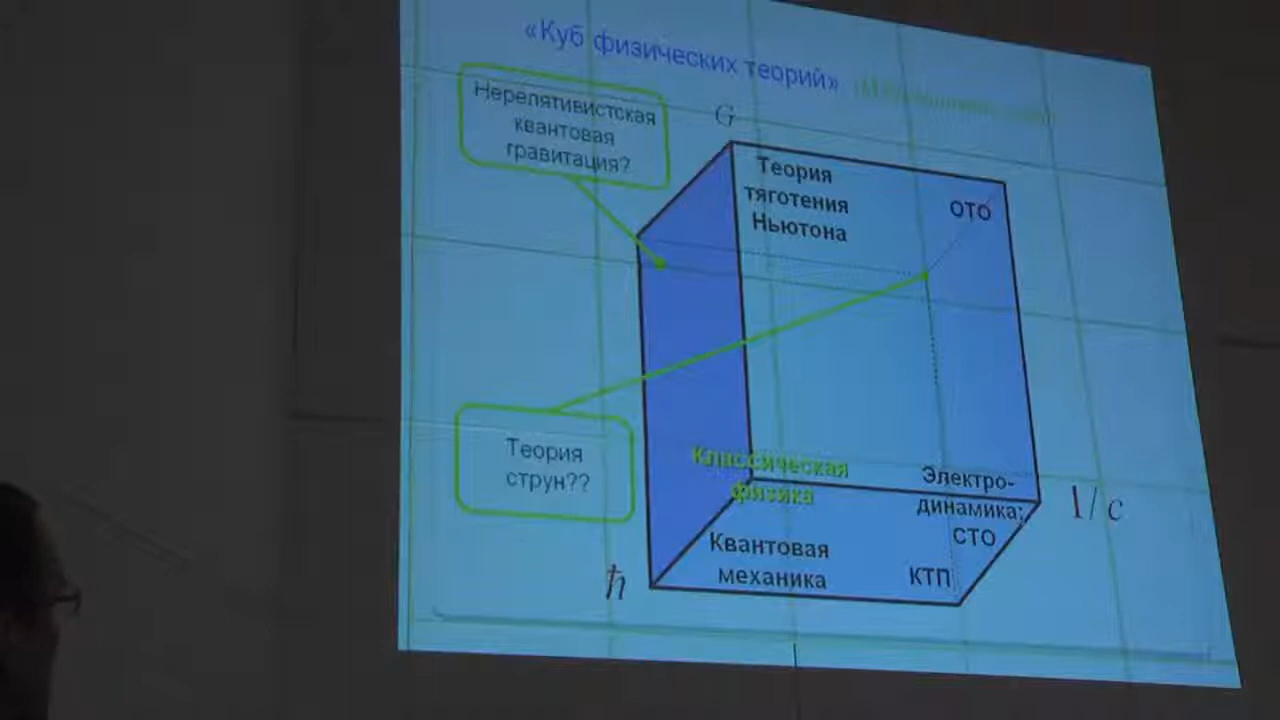 «Куб физических теорий»
Нерелятивистская
квантовая
гравитация?
G
Теория
тяготения
Ньютона
ОТО
Теория
струн??
Классическая
физика
Электро-
динамика;
СТО
1/c
Квантовая
механика
КТП
ħ